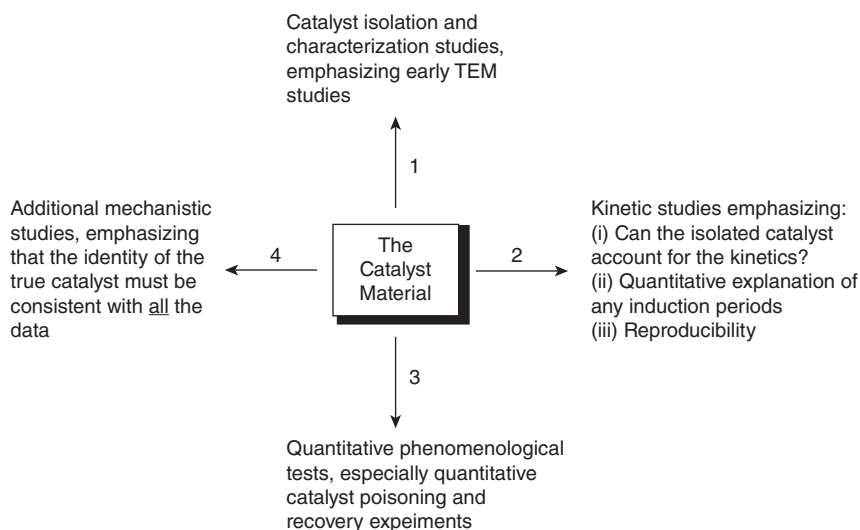 Catalyst isolation and
characterization studies,
emphasizing early TEM
studies
1
Additional mechanistic
studies, emphasizing
that the identity of the
true catalyst must be
consistent with all the
data
4
The
Catalyst
Material
2
Kinetic studies emphasizing:
(i) Can the isolated catalyst
account for the kinetics?
(ii) Quantitative explanation of
any induction periods
(iii) Reproducibility
3
Quantitative phenomenological
tests, especially quantitative
catalyst poisoning and
recovery expeiments